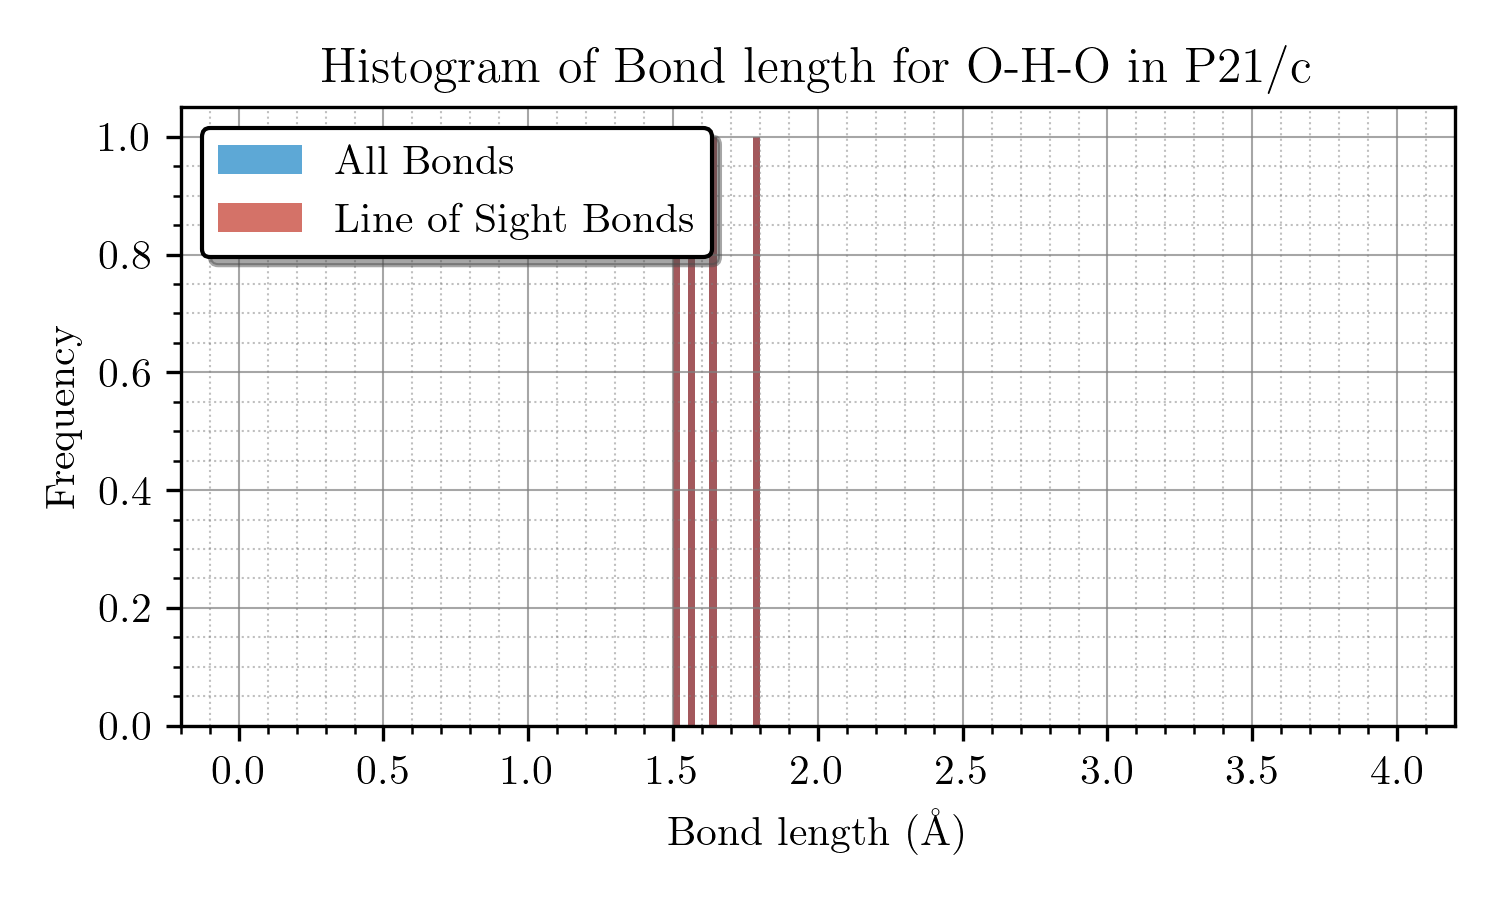 Histogram of Bond length for O-H-O in P21/c
All Bonds
Line of Sight Bonds
Frequency
1.0
0.8
0.6
0.4
0.2
0.0
0.0 0.5 1.0 1.5 2.0 2.5 3.0 3.5 4.0
Bond length (Å)